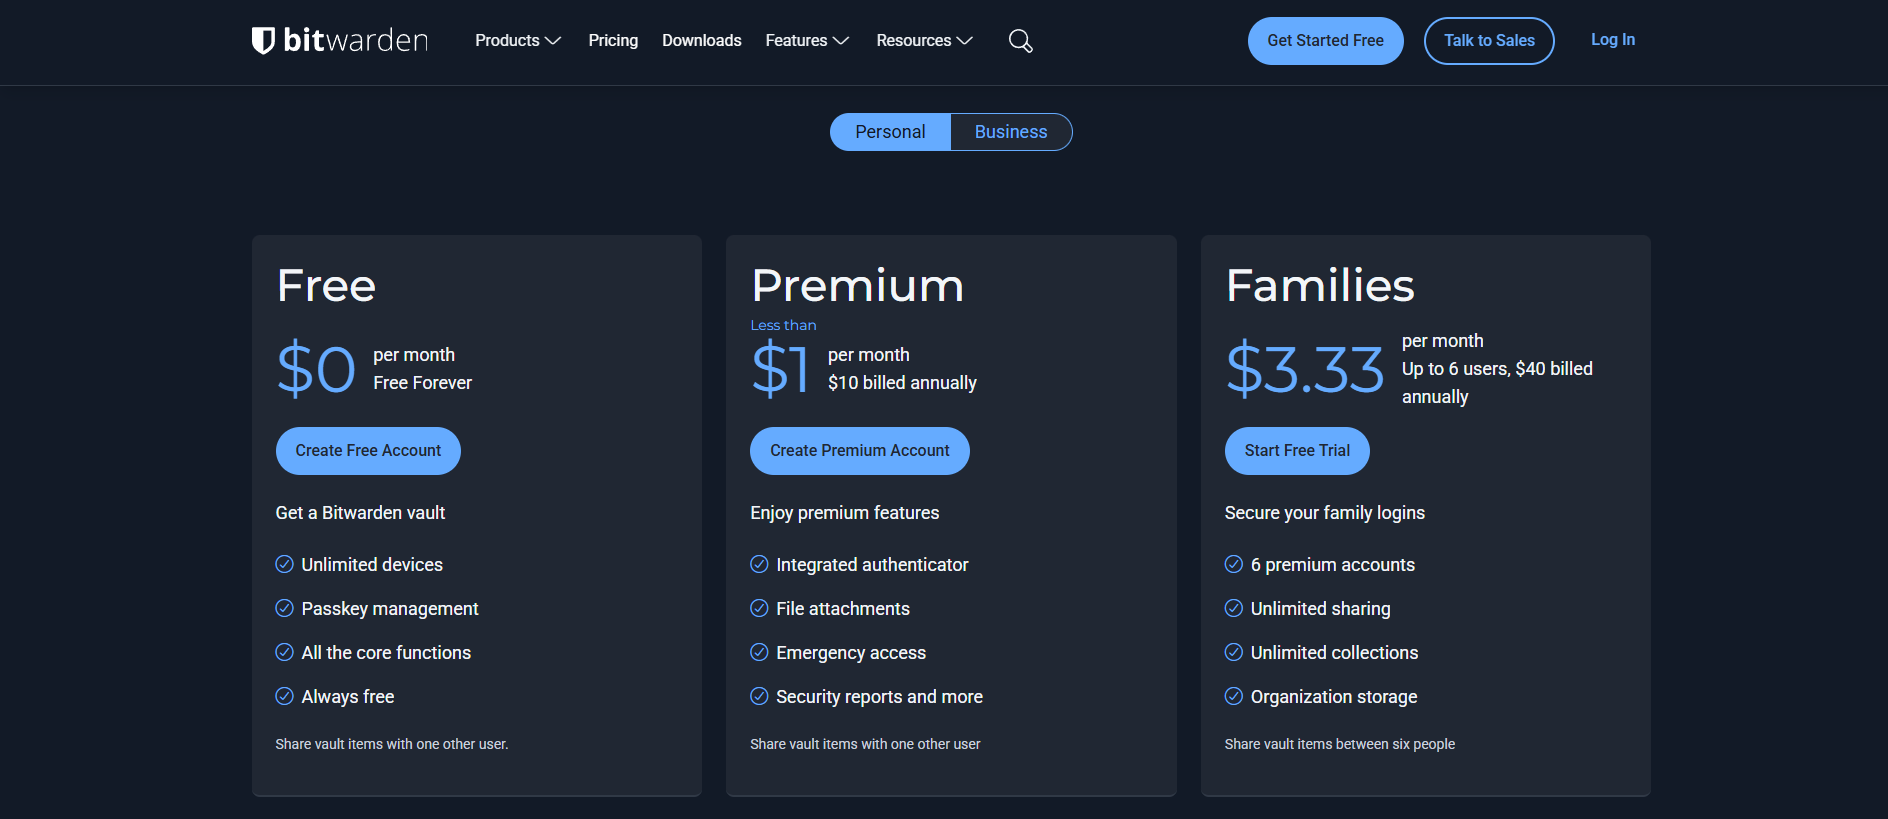 bitwarden
Products Pricing Downloads Features Resources
Get Started Free Talk to Sales Log In
Personal Business
Free
$0 per month
Free Forever
Create Free Account
Get a Bitwarden vault
Unlimited devices
Passkey management
All the core functions
Always free
Share vault items with one other user.
Premium
Less than
$1 per month
$10 billed annually
Create Premium Account
Enjoy premium features
Integrated authenticator
File attachments
Emergency access
Security reports and more
Share vault items with one other user
Families
$3.33 per month
Up to 6 users, $40 billed
annually
Start Free Trial
Secure your family logins
6 premium accounts
Unlimited sharing
Unlimited collections
Organization storage
Share vault items between six people